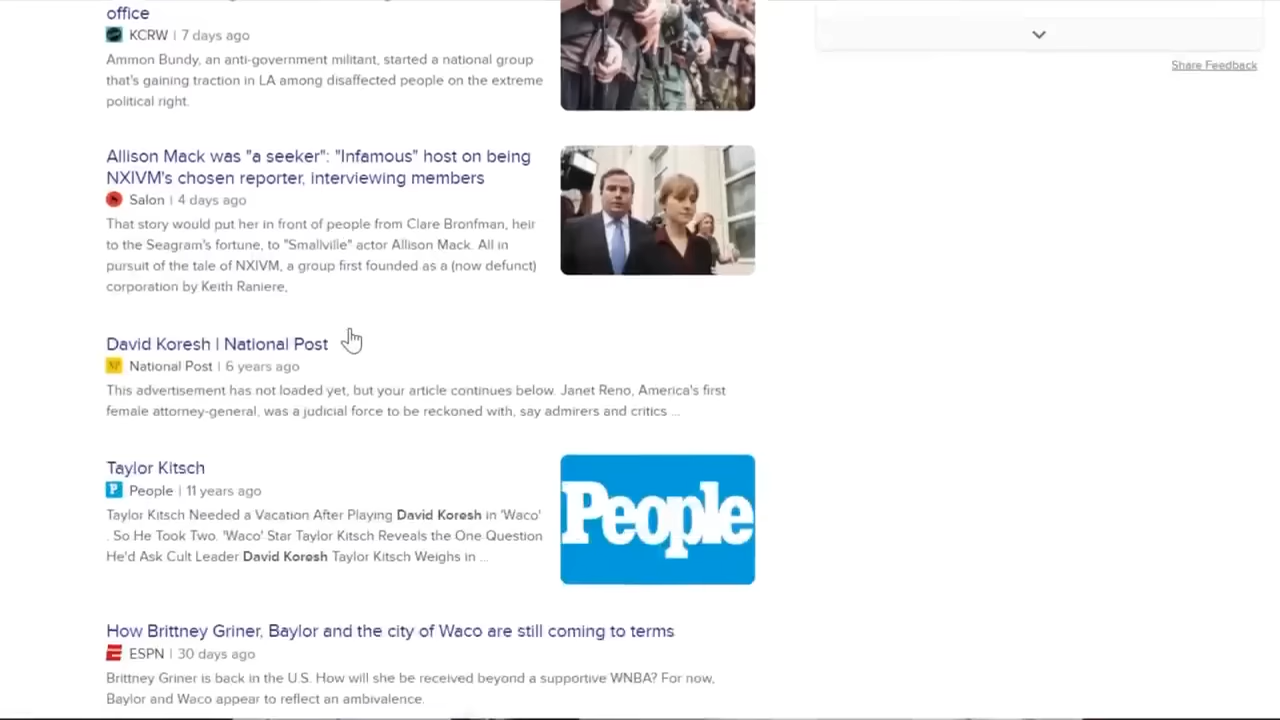 office
KCRW | 7 days ago
Ammon Bundy, an anti-government militant, started a national group
that's gaining traction in LA among disaffected people on the extreme
political right.
Share Feedback
Allison Mack was "a seeker": "Infamous" host on being
NXIVM's chosen reporter, interviewing members
Salon | 4 days ago
That story would put her in front of people from Clare Bronfman, heir
to the Seagram's fortune, to "Smallville" actor Allison Mack. All in
pursuit of the tale of NXIVM, a group first founded as a (now defunct)
corporation by Keith Raniere,
David Koresh | National Post
NP National Post | 6 years ago
This advertisement has not loaded yet, but your article continues below. Janet Reno, America's first
female attorney-general, was a judicial force to be reckoned with, say admirers and critics ...
Taylor Kitsch
P People | 11 years ago
Taylor Kitsch Needed a Vacation After Playing David Koresh in 'Waco'
. So He Took Two. 'Waco' Star Taylor Kitsch Reveals the One Question
He'd Ask Cult Leader David Koresh Taylor Kitsch Weighs in ...
People
How Brittney Griner, Baylor and the city of Waco are still coming to terms
ESPN | 30 days ago
Brittney Griner is back in the U.S. How will she be received beyond a supportive WNBA? For now,
Baylor and Waco appear to reflect an ambivalence.